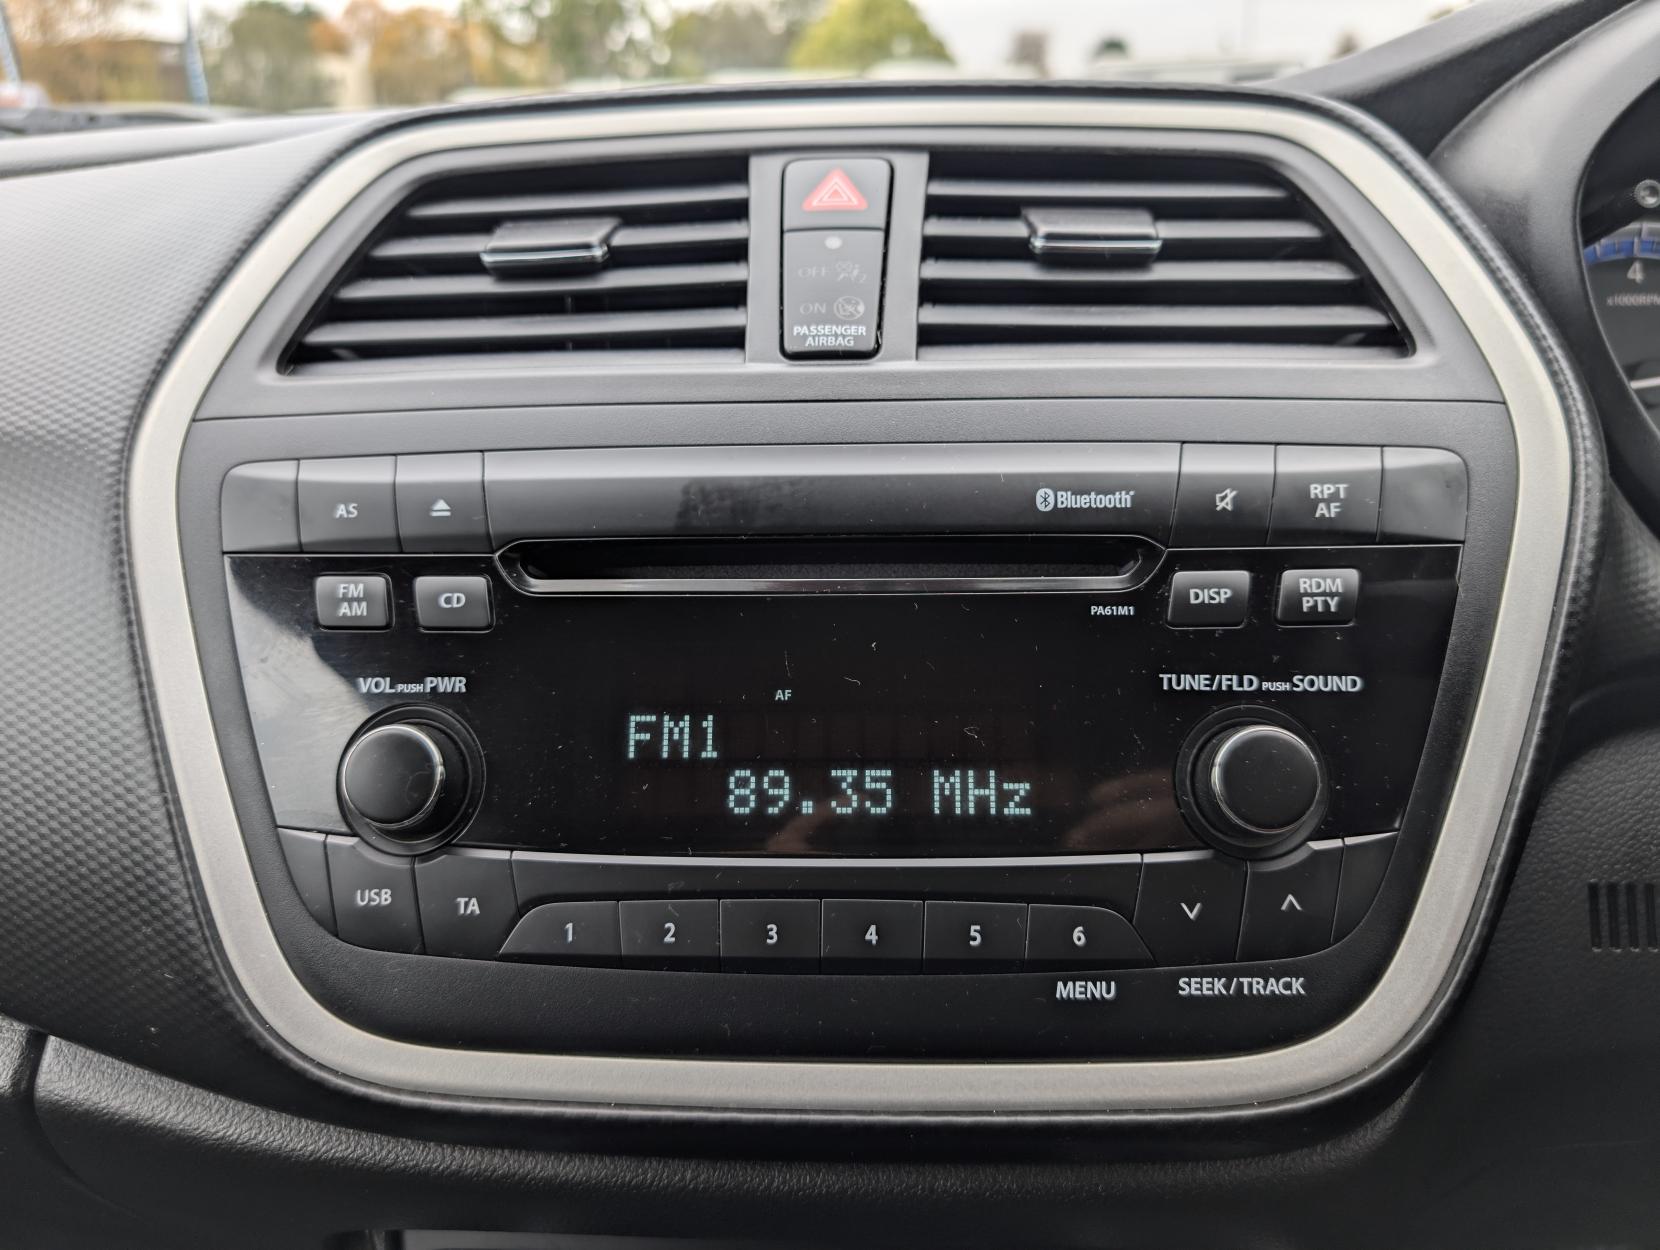 OFF 2
ON
PASSENGER
AIRBAG
4
x1000RPM
AS
Bluetooth
RPT
AF
FM
AM
CD
PA61M1
DISP
RDM
PTY
VOL PUSH PWR
TUNE/FLD PUSH SOUND
AF
FM1
89.35 MHz
USB
TA
1
2
3
4
5
6
MENU
SEEK/TRACK